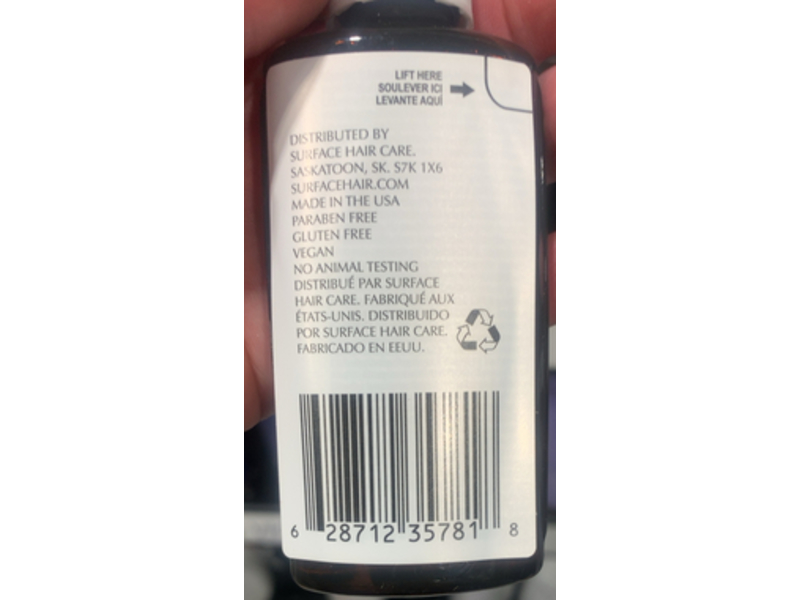 LIFT HERE
SOULEVER ICI
LEVANTE AQUÍ
DISTRIBUTED BY
SURFACE HAIR CARE.
SASKATOON, SK. S7K 1X6
SURFACEHAIR.COM
MADE IN THE USA
PARABEN FREE
GLUTEN FREE
VEGAN
NO ANIMAL TESTING
DISTRIBUÉ PAR SURFACE
HAIR CARE. FABRIQUÉ AUX
ÉTATS-UNIS. DISTRIBUIDO
POR SURFACE HAIR CARE.
FABRICADO EN EEUU.
6 28712 35781 8